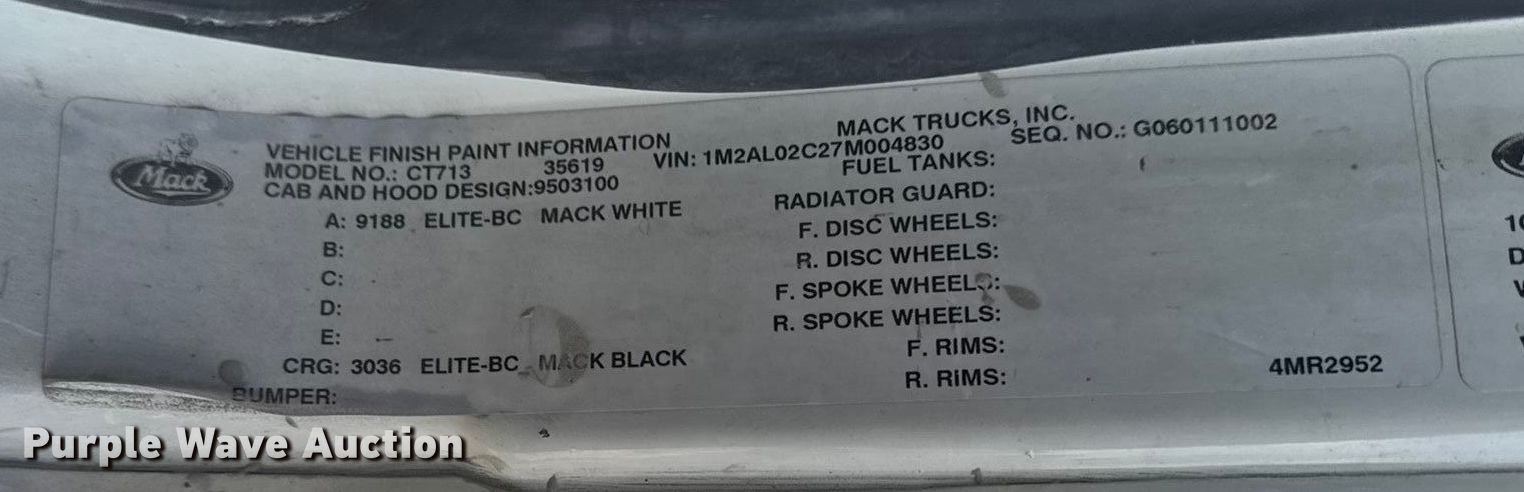 Mack
VEHICLE FINISH PAINT INFORMATION
MACK TRUCKS, INC.
MODEL NO.: CT713 35619 VIN: 1M2AL02C27M004830 SEQ. NO.: G060111002
CAB AND HOOD DESIGN:9503100
FUEL TANKS:
A: 9188 ELITE-BC MACK WHITE
RADIATOR GUARD:
B:
F. DISC WHEELS:
C:
R. DISC WHEELS:
D:
F. SPOKE WHEELS:
E:
R. SPOKE WHEELS:
CRG: 3036 ELITE-BC MACK BLACK
F. RIMS:
BUMPER:
R. RIMS:
4MR2952
Purple Wave Auction